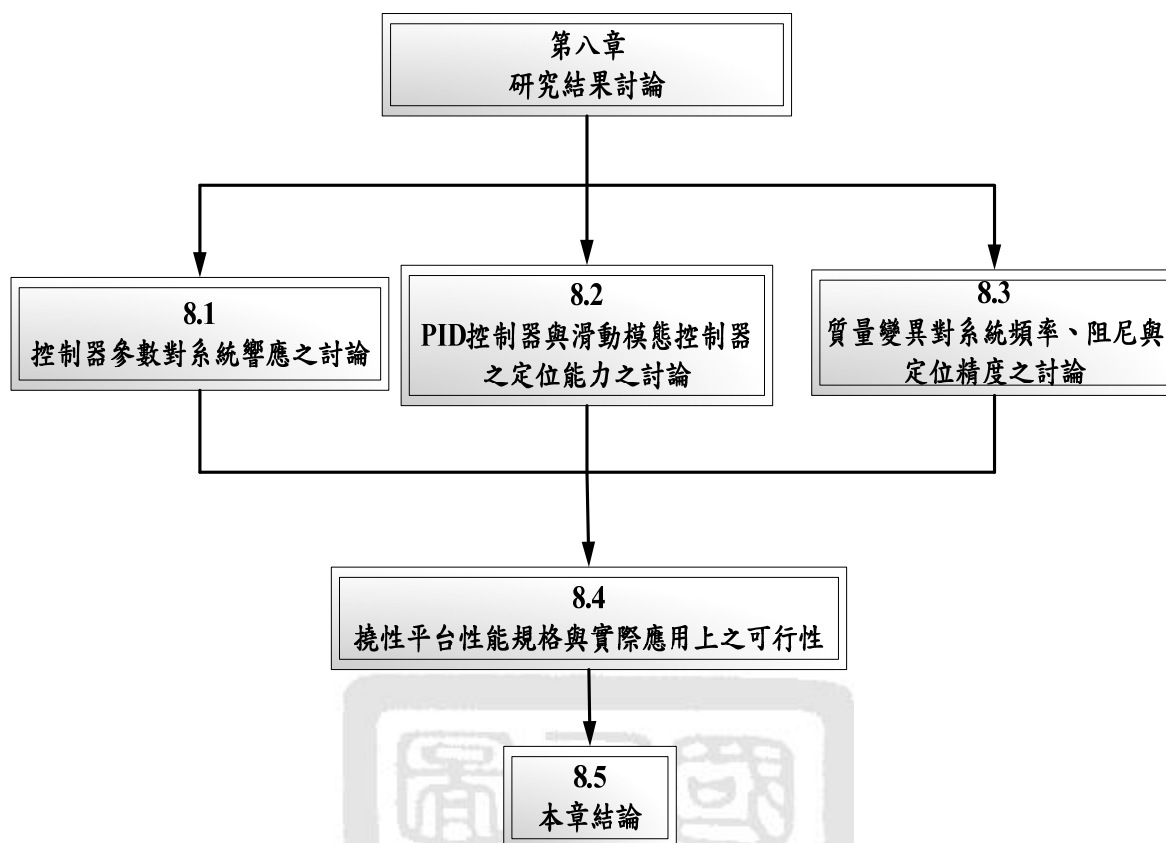 第八章
研究結果討論
8.1
控制器參數對系統響應之討論
8.2
PID控制器與滑動模態控制器
之定位能力之討論
8.3
質量變異對系統頻率、阻尼與
定位精度之討論
8.4
撓性平台性能規格與實際應用上之可行性
8.5
本章結論